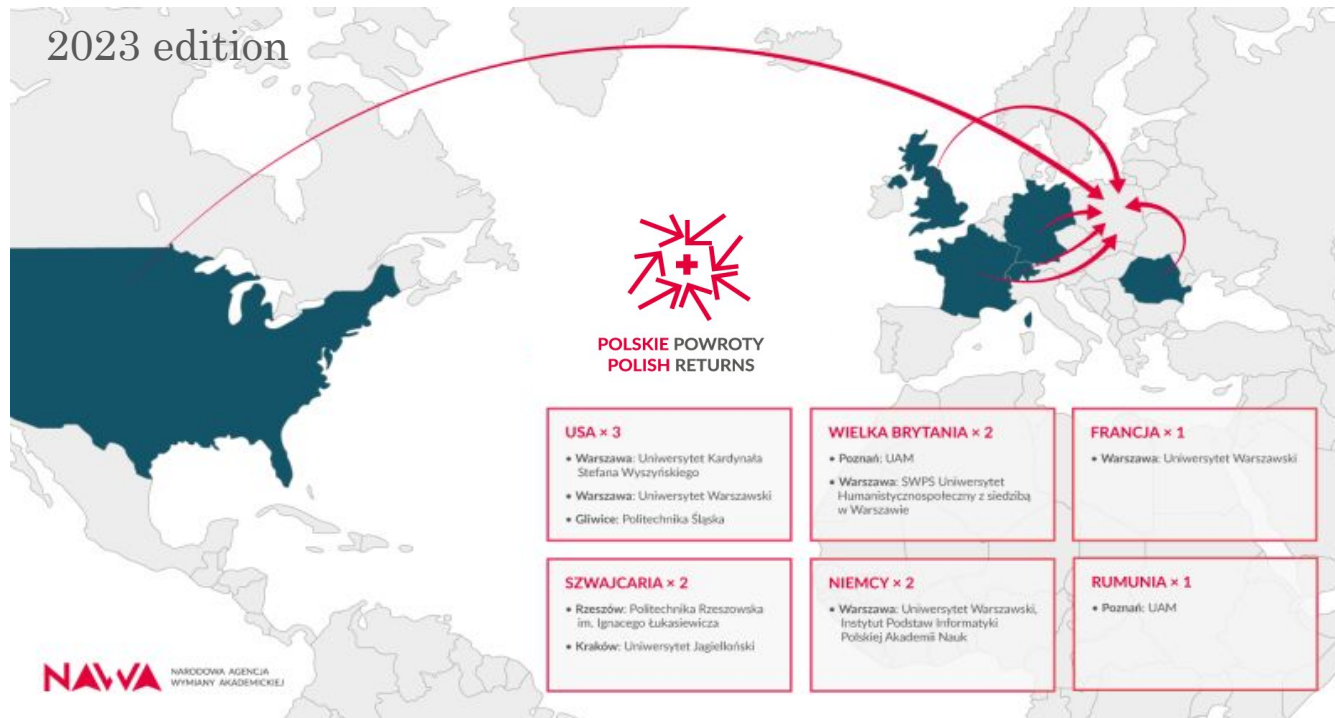 2023 edition
POLSKIE POWROTY
POLISH RETURNS
USA × 3
• Warszawa: Uniwersytet Kardynała
Stefana Wyszyńskiego
• Warszawa: Uniwersytet Warszawski
• Gliwice: Politechnika Śląska
WIELKA BRYTANIA × 2
• Poznań: UAM
• Warszawa: SWPS Uniwersytet
Humanistycznospołeczny z siedzibą
w Warszawie
FRANCJA × 1
• Warszawa: Uniwersytet Warszawski
SZWAJCARIA × 2
• Rzeszów: Politechnika Rzeszowska
im. Ignacego Łukasiewicza
• Kraków: Uniwersytet Jagielloński
NIEMCY × 2
• Warszawa: Uniwersytet Warszawski,
Instytut Podstaw Informatyki
Polskiej Akademii Nauk
RUMUNIA × 1
• Poznań: UAM
NAWA
NARODOWA AGENCJA
WYMIANY AKADEMICKIEJ